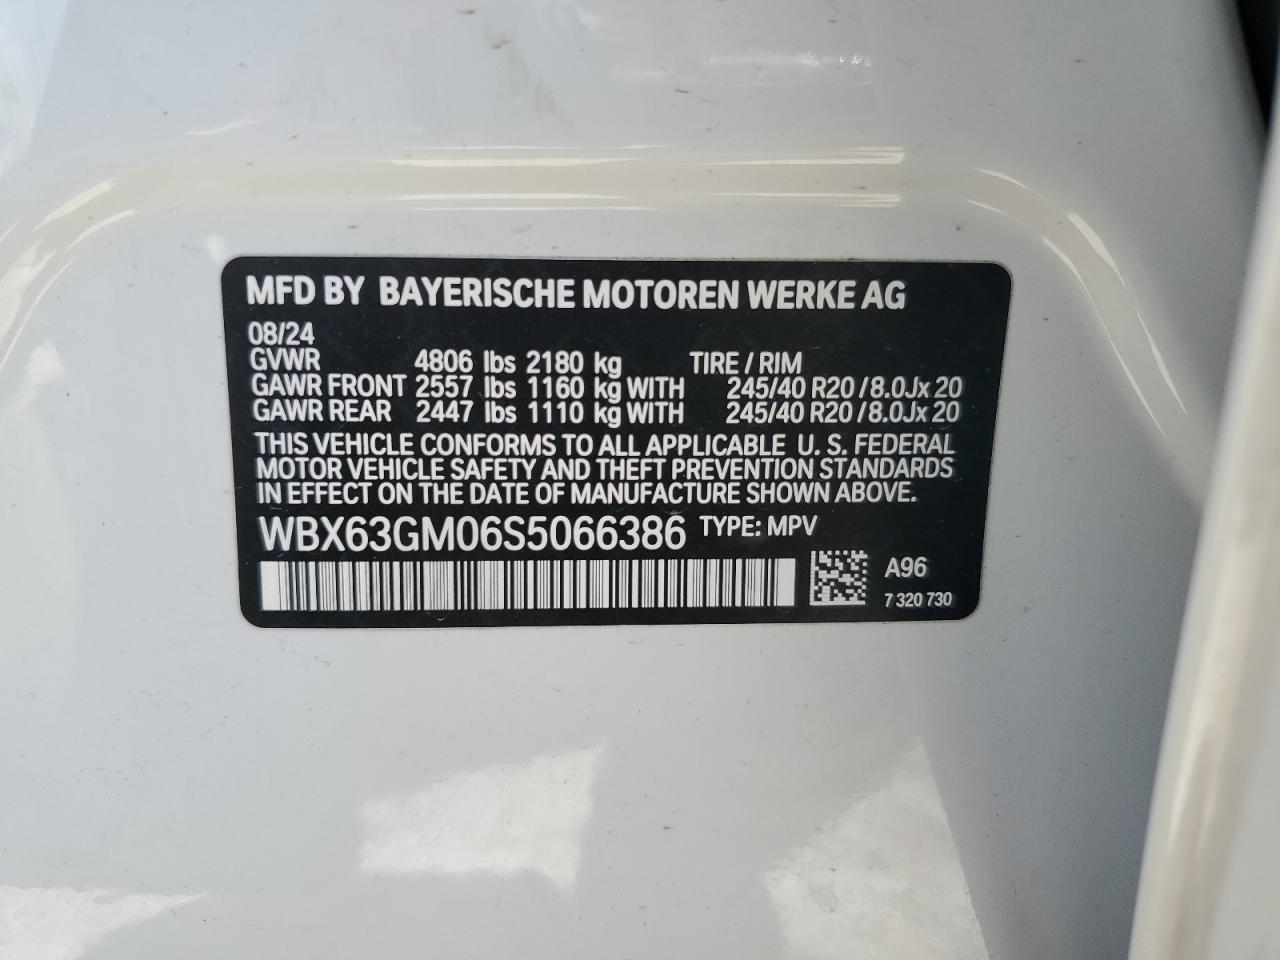 MFD BY BAYERISCHE MOTOREN WERKE AG
08/24
GVWR 4806 lbs 2180 kg TIRE / RIM
GAWR FRONT 2557 lbs 1160 kg WITH 245/40 R20 / 8.0Jx 20
GAWR REAR 2447 lbs 1110 kg WITH 245/40 R20 / 8.0Jx 20
THIS VEHICLE CONFORMS TO ALL APPLICABLE U. S. FEDERAL
MOTOR VEHICLE SAFETY AND THEFT PREVENTION STANDARDS
IN EFFECT ON THE DATE OF MANUFACTURE SHOWN ABOVE.
WBX63GM06S5066386 TYPE: MPV
A96
7 320 730